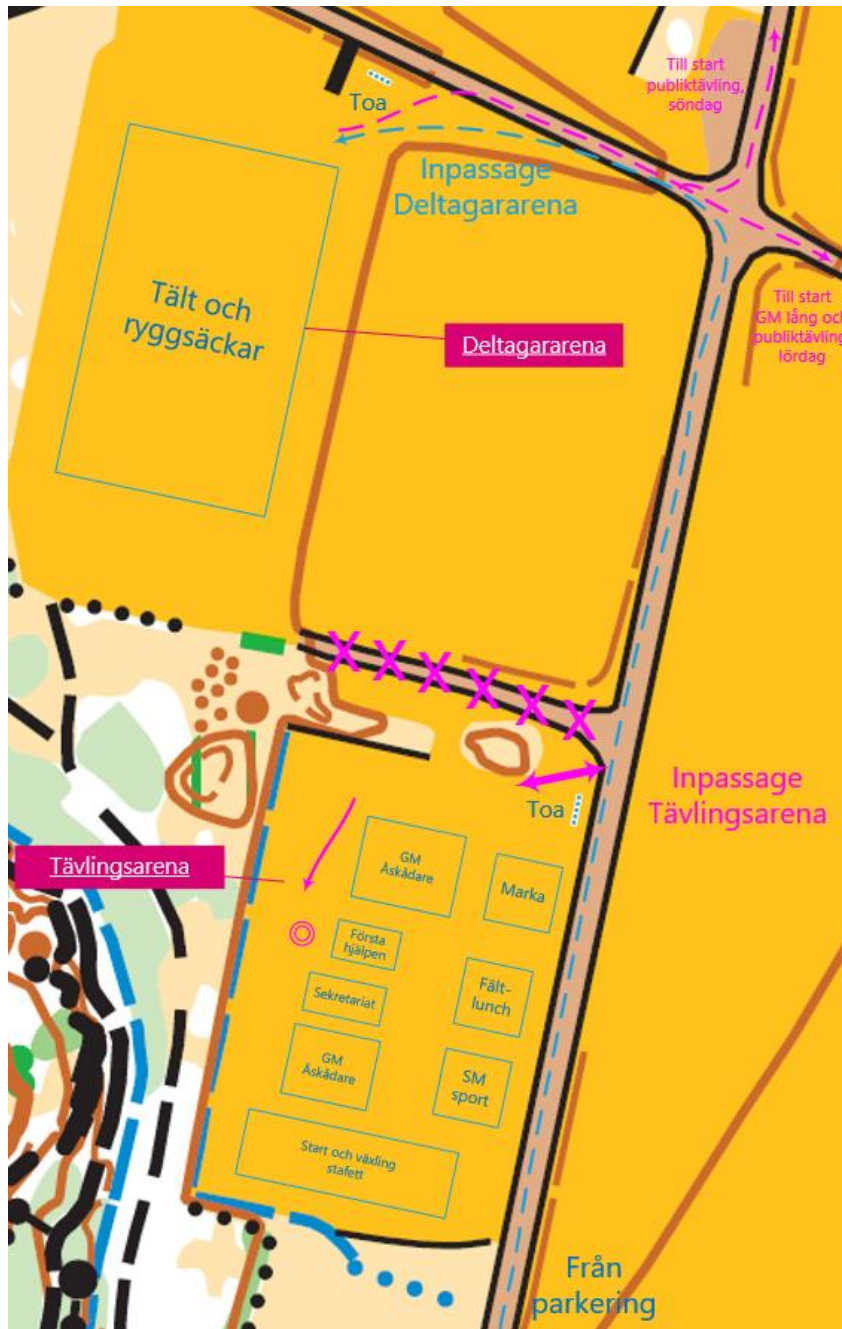 Till start
publiktävling,
söndag
Toa
Inpassage
Deltagararena
Tält och
ryggsäckar
Deltagararena
Till start
GM lång och
publiktävling
lördag
X X X X X X
Inpassage
Tävlingsarena
Toa
Tävlingsarena
GM
Åskådare
Marka
Första
hjälpen
Fält-
lunch
Sekretariat
GM
Åskådare
SM
sport
Start och växling
stafett
Från
parkering